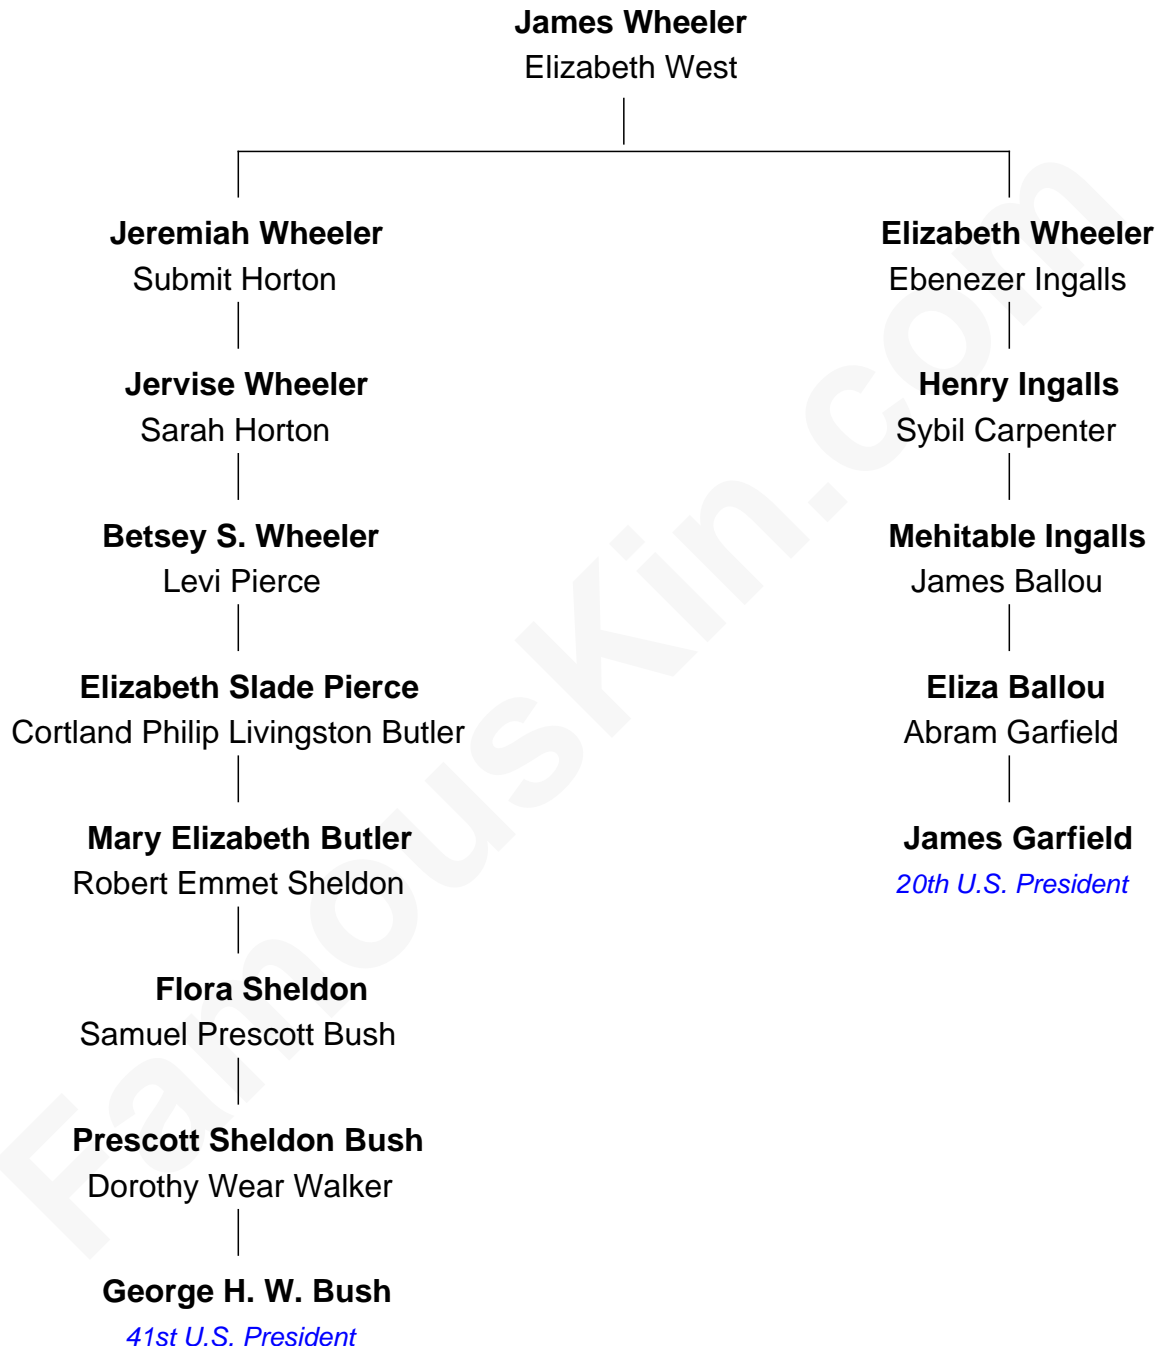 James Wheeler
Elizabeth West
Jeremiah Wheeler
Submit Horton
Jervise Wheeler
Sarah Horton
Betsey S. Wheeler
Levi Pierce
Elizabeth Slade Pierce
Cortland Philip Livingston Butler
Mary Elizabeth Butler
Robert Emmet Sheldon
Flora Sheldon
Samuel Prescott Bush
Prescott Sheldon Bush
Dorothy Wear Walker
George H. W. Bush
41st U.S. President
Elizabeth Wheeler
Ebenezer Ingalls
Henry Ingalls
Sybil Carpenter
Mehitable Ingalls
James Ballou
Eliza Ballou
Abram Garfield
James Garfield
20th U.S. President
FamousKin.com